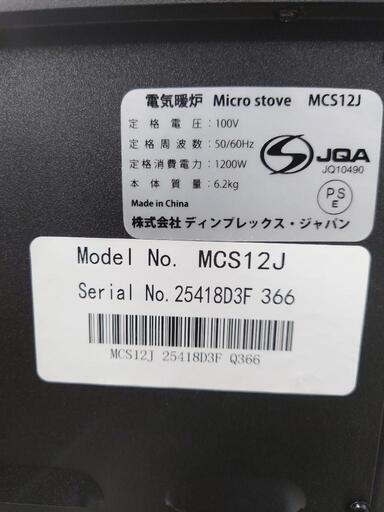 電気暖炉 Micro stove MCS12J
定格電圧:100V
定格周波数:50/60Hz
定格消費電力:1200W
本体質量:6.2kg
Made in China
株式会社ディンプレックス・ジャパン
JQA
JQ10490
PS
E
Model No. MCS12J
Serial No. 25418D3F 366
MCS12J 25418D3F Q366